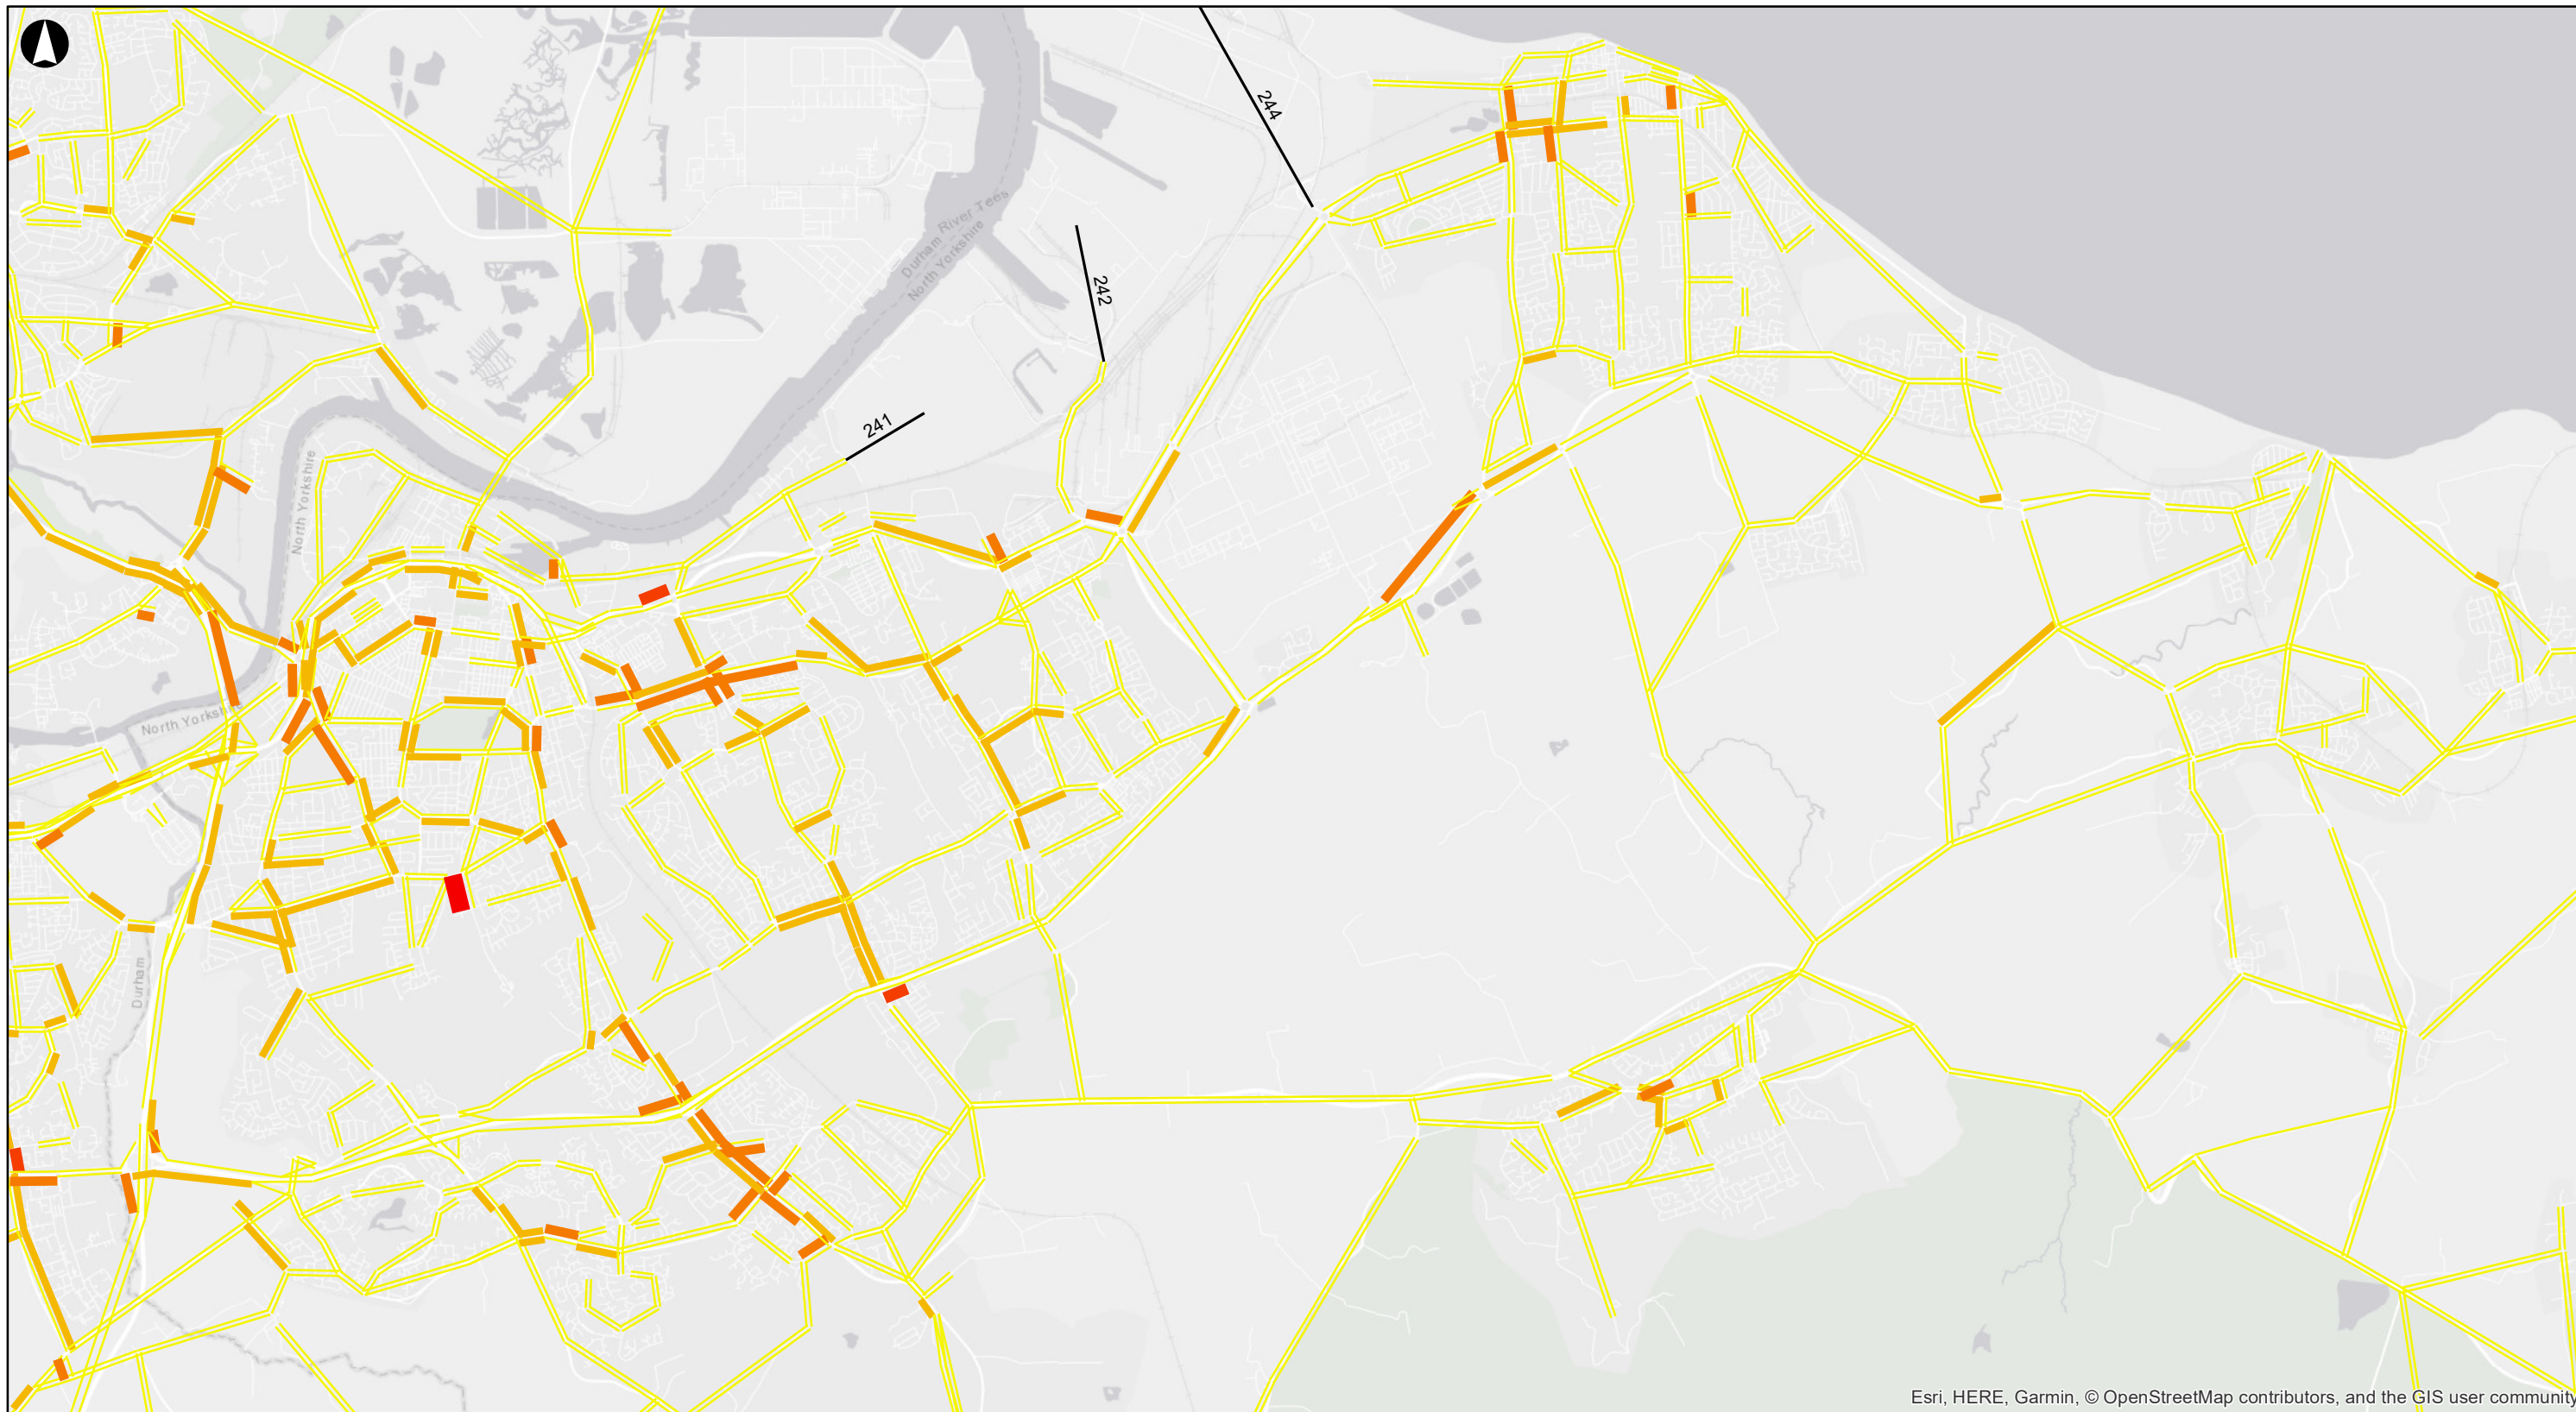 244
Durham River Tees
North Yorkshire
242
241
North Yorkshire
North Yorks
Durham
Esri, HERE, Garmin, © OpenStreetMap contributors, and the GIS user community